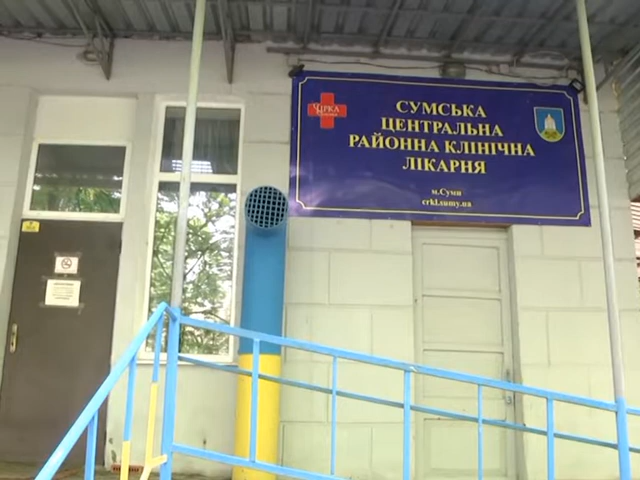 СУМСЬКА
ЦЕНТРАЛЬНА
РАЙОННА КЛІНІЧНА
ЛІКАРНЯ
м.Суми
crkl.sumy.ua